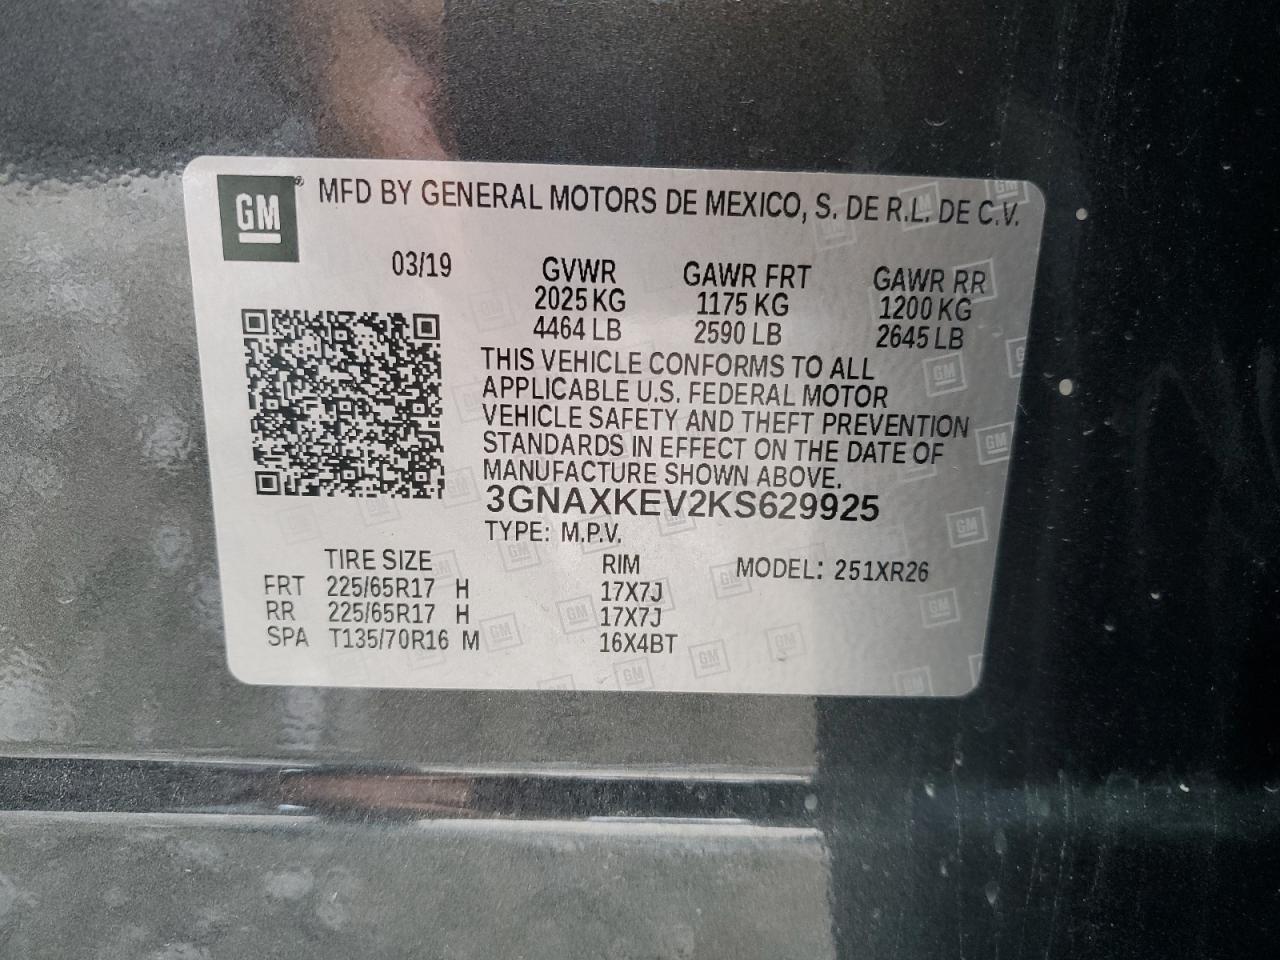 GM® MFD BY GENERAL MOTORS DE MEXICO, S. DE R.L. DE C.V.
03/19 GVWR GAWR FRT GAWR RR
2025 KG 1175 KG 1200 KG
4464 LB 2590 LB 2645 LB
THIS VEHICLE CONFORMS TO ALL
APPLICABLE U.S. FEDERAL MOTOR
VEHICLE SAFETY AND THEFT PREVENTION
STANDARDS IN EFFECT ON THE DATE OF
MANUFACTURE SHOWN ABOVE.
3GNAXKEV2KS629925
TYPE: M.P.V.
TIRE SIZE RIM MODEL: 251XR26
FRT 225/65R17 H 17X7J
RR 225/65R17 H 17X7J
SPA T135/70R16 M 16X4BT